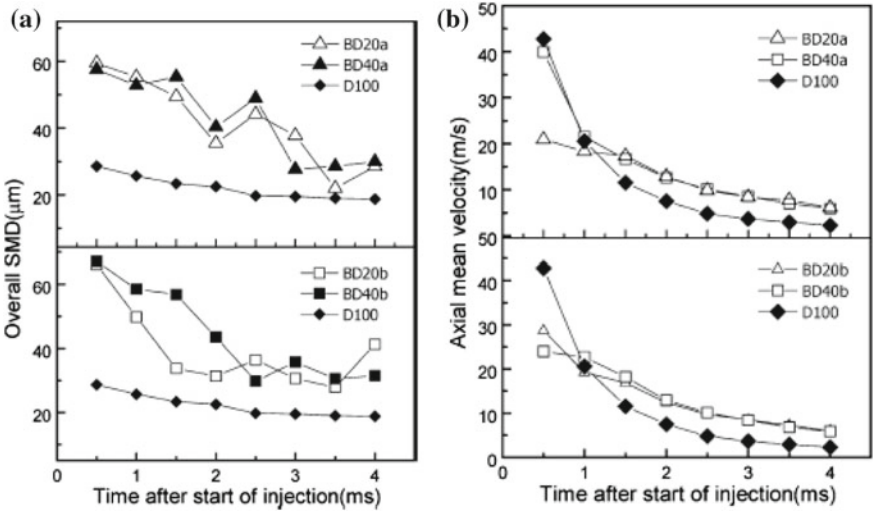 (a)
Overall SMD(μm)
60
40
20
BD20a
BD40a
D100
60
40
20
BD20b
BD40b
D100
0 1 2 3 4
Time after start of injection(ms)
(b)
Axial mean velocity(m/s)
50
40
30
20
10
BD20a
BD40a
D100
50
40
30
20
10
0
BD20b
BD40b
D100
0 1 2 3 4
Time after start of injection(ms)